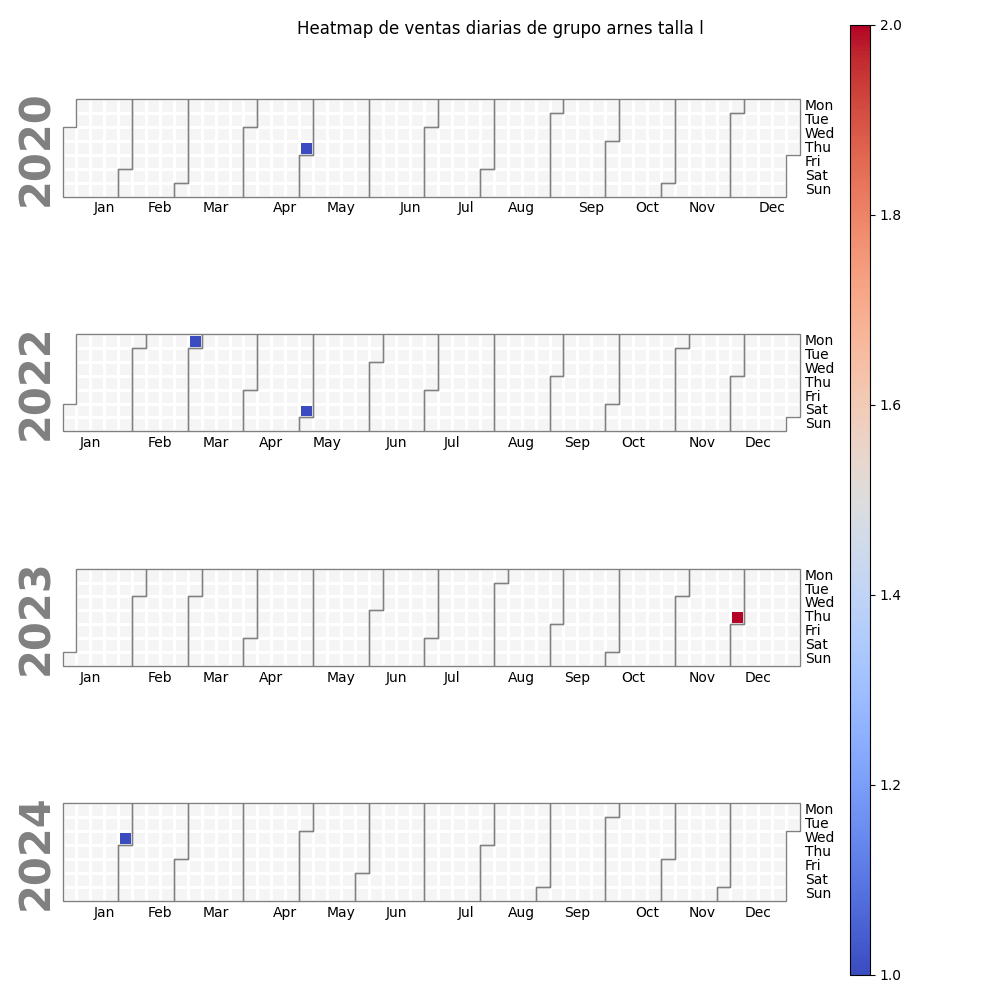 Heatmap de ventas diarias de grupo arnes talla l
2020
Mon
Tue
Wed
Thu
Fri
Sat
Sun
Jan Feb Mar Apr May Jun Jul Aug Sep Oct Nov Dec
2022
Mon
Tue
Wed
Thu
Fri
Sat
Sun
Jan Feb Mar Apr May Jun Jul Aug Sep Oct Nov Dec
2023
Mon
Tue
Wed
Thu
Fri
Sat
Sun
Jan Feb Mar Apr May Jun Jul Aug Sep Oct Nov Dec
2024
Mon
Tue
Wed
Thu
Fri
Sat
Sun
Jan Feb Mar Apr May Jun Jul Aug Sep Oct Nov Dec
2.0
1.8
1.6
1.4
1.2
1.0